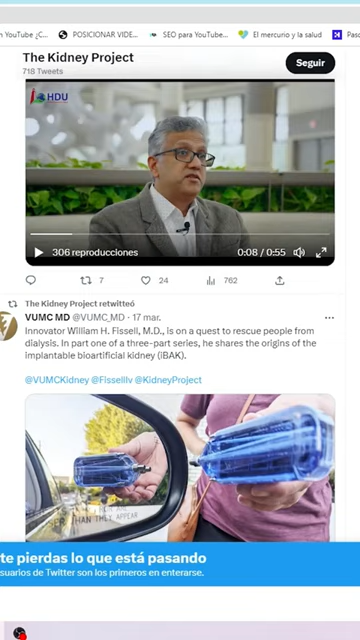 n YouTube ¿C...
POSICIONAR VIDE...
SEO para YouTube...
El mercurio y la salud
Paso
The Kidney Project
718 Tweets
Seguir
HDU
306 reproducciones
0:08 / 0:55
7
24
762
The Kidney Project retwitteó
VUMC MD @VUMC_MD · 17 mar.
Innovator William H. Fissell, M.D., is on a quest to rescue people from
dialysis. In part one of a three-part series, he shares the origins of the
implantable bioartificial kidney (iBAK).
@VUMCKidney @FissellIv @KidneyProject
THAN THEY APPEAR
te pierdas lo que está pasando
suarios de Twitter son los primeros en enterarse.